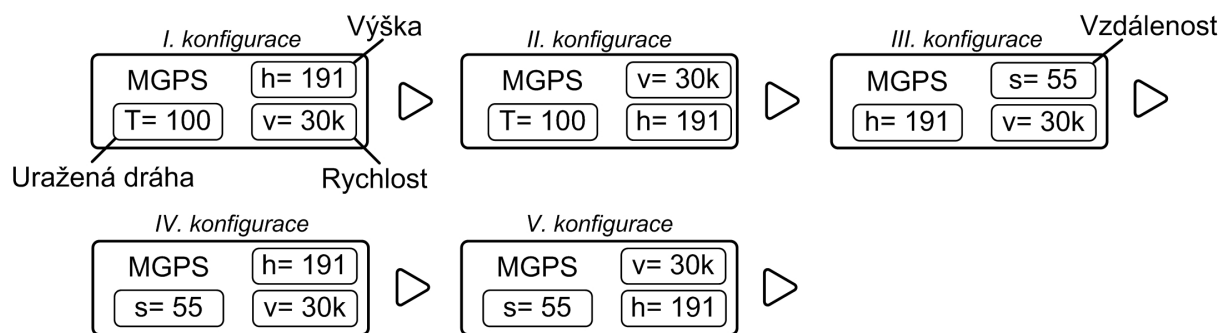 Výška
Vzdálenost
I. konfigurace
II. konfigurace
III. konfigurace
MGPS h= 191
T= 100 v= 30k
MGPS v= 30k
T= 100 h= 191
MGPS s= 55
h= 191 v= 30k
Uražená dráha
Rychlost
IV. konfigurace
V. konfigurace
MGPS h= 191
s= 55 v= 30k
MGPS v= 30k
s= 55 h= 191